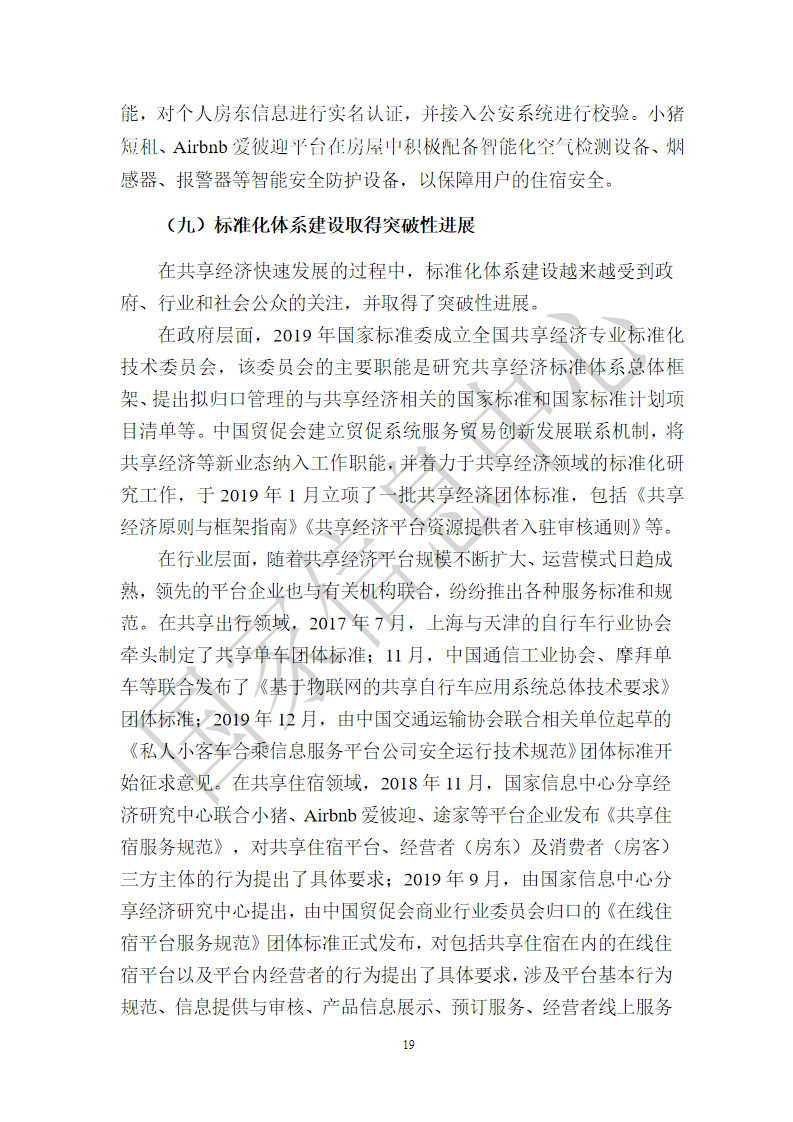 能，对个人房东信息进行实名认证，并接入公安系统进行校验。小猪
短租、Airbnb 爱彼迎平台在房屋中积极配备智能化空气检测设备、烟
感器、报警器等智能安全防护设备，以保障用户的住宿安全。
（九）标准化体系建设取得突破性进展
在共享经济快速发展的过程中，标准化体系建设越来越受到政
府、行业和社会公众的关注，并取得了突破性进展。
在政府层面，2019 年国家标准委成立全国共享经济专业标准化
技术委员会，该委员会的主要职能是研究共享经济标准体系总体框
架、提出拟归口管理的与共享经济相关的国家标准和国家标准计划项
目清单等。中国贸促会建立贸促系统服务贸易创新发展联系机制，将
共享经济等新业态纳入工作职能，并着力于共享经济领域的标准化研
究工作，于 2019 年 1 月立项了一批共享经济团体标准，包括《共享
经济原则与框架指南》《共享经济平台资源提供者入驻审核通则》等。
在行业层面，随着共享经济平台规模不断扩大、运营模式日趋成
熟，领先的平台企业也与有关机构联合，纷纷推出各种服务标准和规
范。在共享出行领域，2017 年 7 月，上海与天津的自行车行业协会
牵头制定了共享单车团体标准；11 月，中国通信工业协会、摩拜单
车等联合发布了《基于物联网的共享自行车应用系统总体技术要求》
团体标准；2019 年 12 月，由中国交通运输协会联合相关单位起草的
《私人小客车合乘信息服务平台公司安全运行技术规范》团体标准开
始征求意见。在共享住宿领域，2018 年 11 月，国家信息中心分享经
济研究中心联合小猪、Airbnb 爱彼迎、途家等平台企业发布《共享住
宿服务规范》，对共享住宿平台、经营者（房东）及消费者（房客）
三方主体的行为提出了具体要求；2019 年 9 月，由国家信息中心分
享经济研究中心提出，由中国贸促会商业行业委员会归口的《在线住
宿平台服务规范》团体标准正式发布，对包括共享住宿在内的在线住
宿平台以及平台内经营者的行为提出了具体要求，涉及平台基本行为
规范、信息提供与审核、产品信息展示、预订服务、经营者线上服务
19
国家信息中心